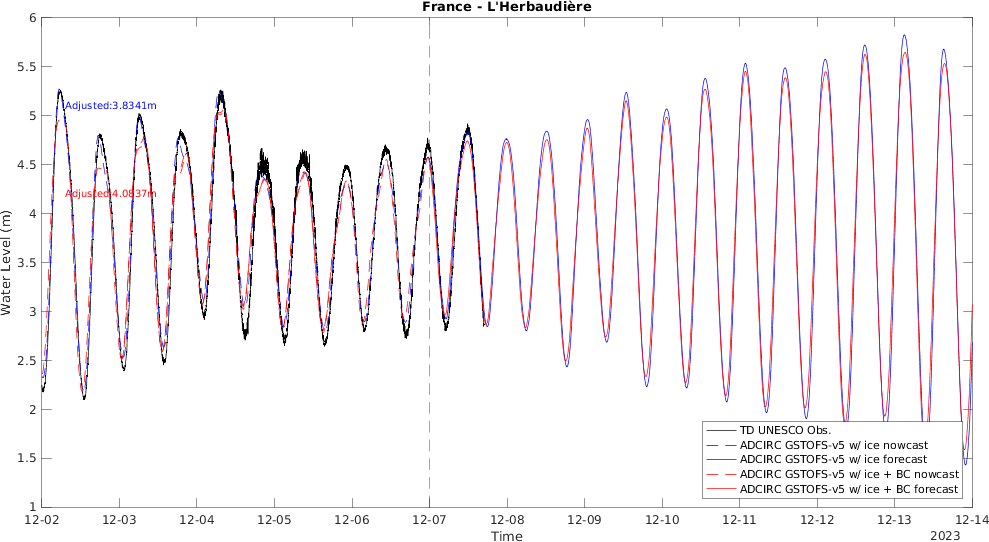 France - L'Herbaudière
6
5.5
5
4.5
4
3.5
3
2.5
2
1.5
1
Water Level (m)
Adjusted:3.8341m
Adjusted:4.0837m
TD UNESCO Obs.
ADCIRC GSTOFS-v5 w/ ice nowcast
ADCIRC GSTOFS-v5 w/ ice forecast
ADCIRC GSTOFS-v5 w/ ice + BC nowcast
ADCIRC GSTOFS-v5 w/ ice + BC forecast
12-02 12-03 12-04 12-05 12-06 12-07 12-08 12-09 12-10 12-11 12-12 12-13 12-14
Time
2023